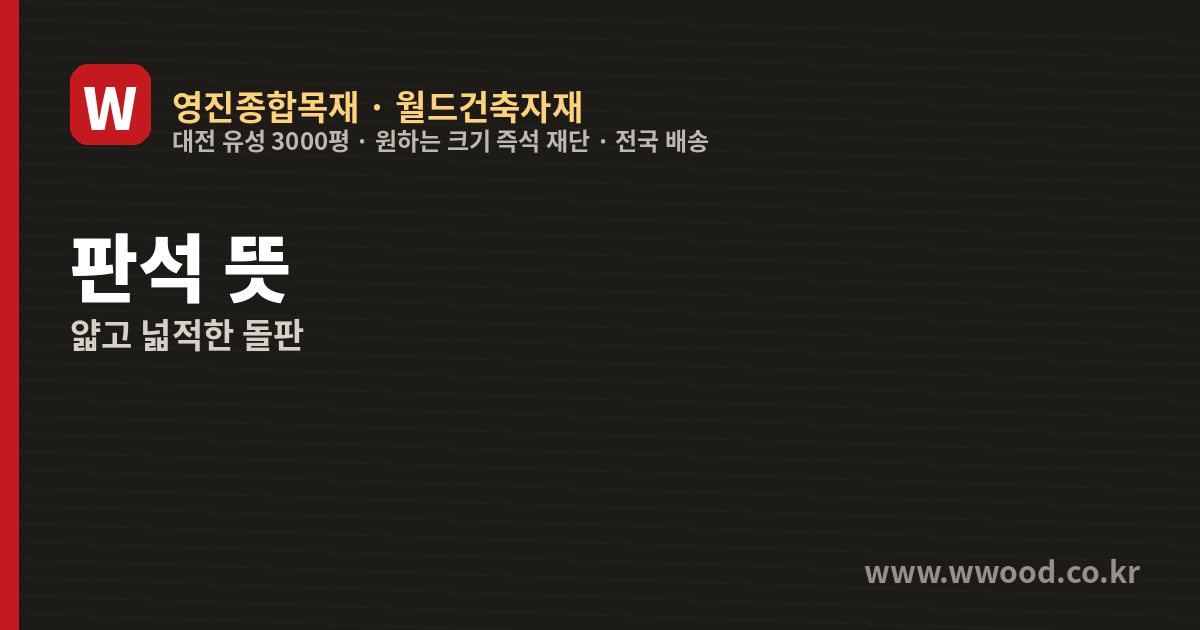 W
영진종합목재 · 월드건축자재
대전 유성 3000평 · 원하는 크기 즉석 재단 · 전국 배송
판석 뜻
얇고 넓적한 돌판
www.wwood.co.kr